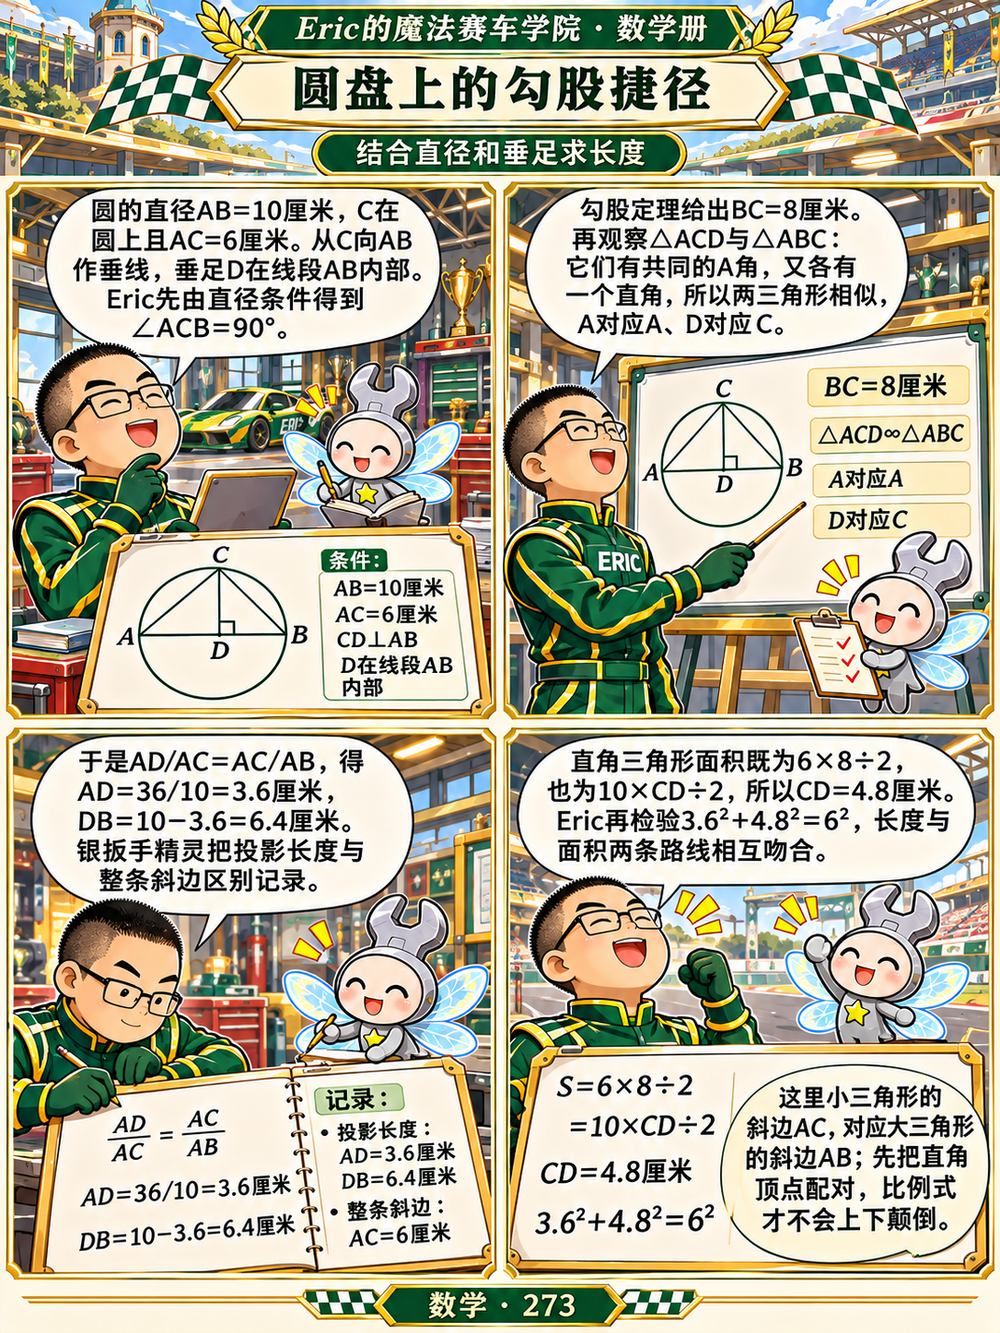 Eric的魔法赛车学院·数学册
圆盘上的勾股捷径
结合直径和垂足求长度
圆的直径AB=10厘米，C在
圆上且AC=6厘米。从C向AB
作垂线，垂足D在线段AB内部。
Eric先由直径条件得到
∠ACB=90°。
ERIC
C
A
B
D
条件：
AB=10厘米
AC=6厘米
CD⊥AB
D在线段AB
内部
勾股定理给出BC=8厘米。
再观察△ACD与△ABC：
它们有共同的A角，又各有
一个直角，所以两三角形相似，
A对应A、D对应C。
C
A
B
D
BC=8厘米
△ACD∽△ABC
A对应A
D对应C
ERIC
于是AD/AC=AC/AB，得
AD=36/10=3.6厘米，
DB=10−3.6=6.4厘米。
银扳手精灵把投影长度与
整条斜边区别记录。
AD/AC=AC/AB
AD=36/10=3.6厘米
DB=10−3.6=6.4厘米
记录：
• 投影长度：
AD=3.6厘米
DB=6.4厘米
• 整条斜边：
AC=6厘米
直角三角形面积既为6×8÷2，
也为10×CD÷2，所以CD=4.8厘米。
Eric再检验3.6²+4.8²=6²，长度与
面积两条路线相互吻合。
S=6×8÷2
=10×CD÷2
CD=4.8厘米
3.6²+4.8²=6²
这里小三角形的
斜边AC，对应大三角形
的斜边AB；先把直角
顶点配对，比例式
才不会上下颠倒。
数学·273